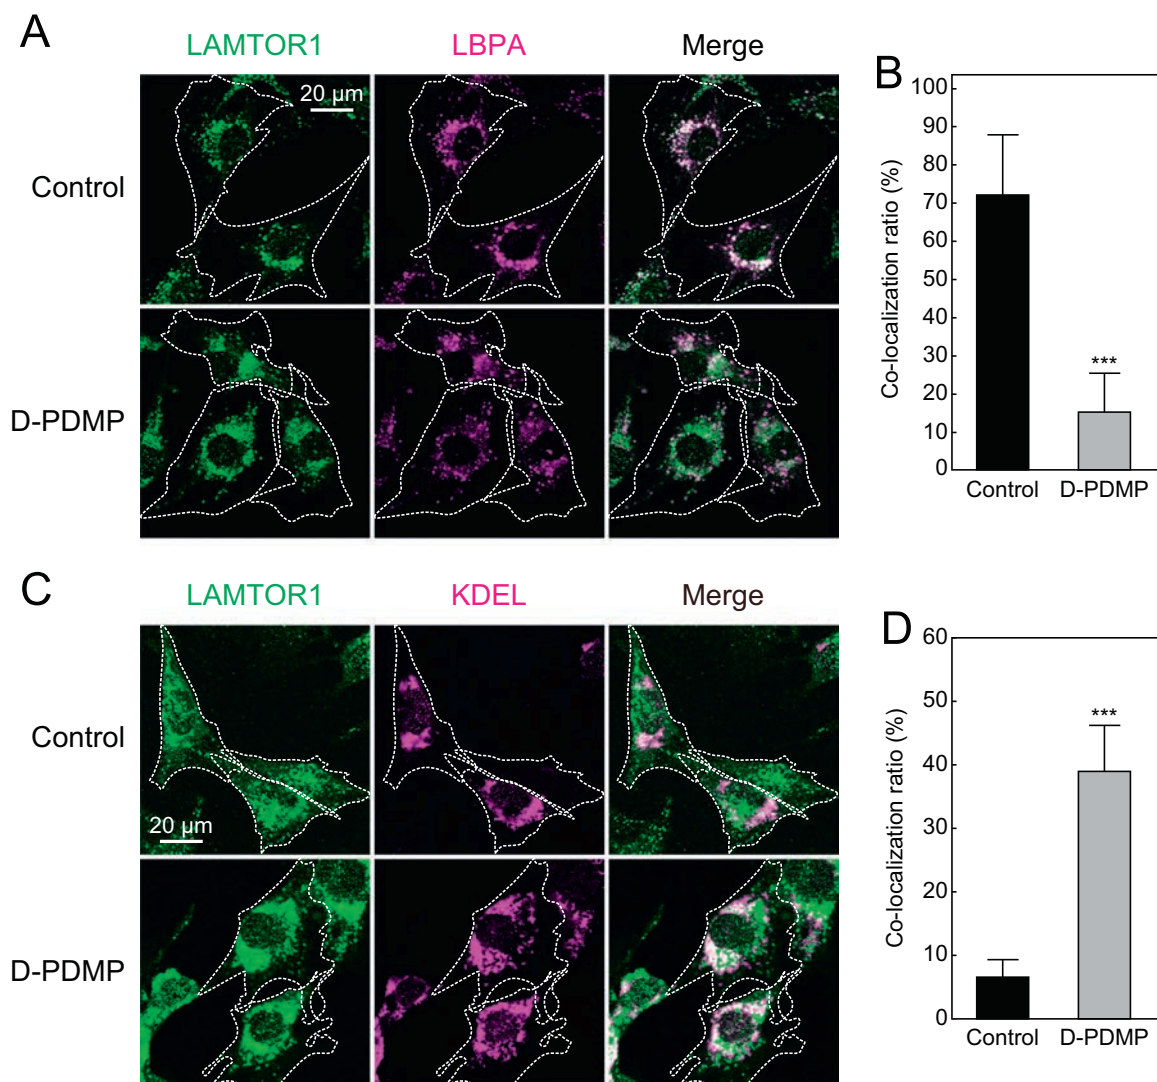 A
LAMTOR1 LBPA Merge
20 µm
Control
D-PDMP
B
Co-localization ratio (%)
100
90
80
70
60
50
40
30
20
10
0
***
Control D-PDMP
C
LAMTOR1 KDEL Merge
Control
20 µm
D-PDMP
D
Co-localization ratio (%)
60
50
40
30
20
10
0
***
Control D-PDMP